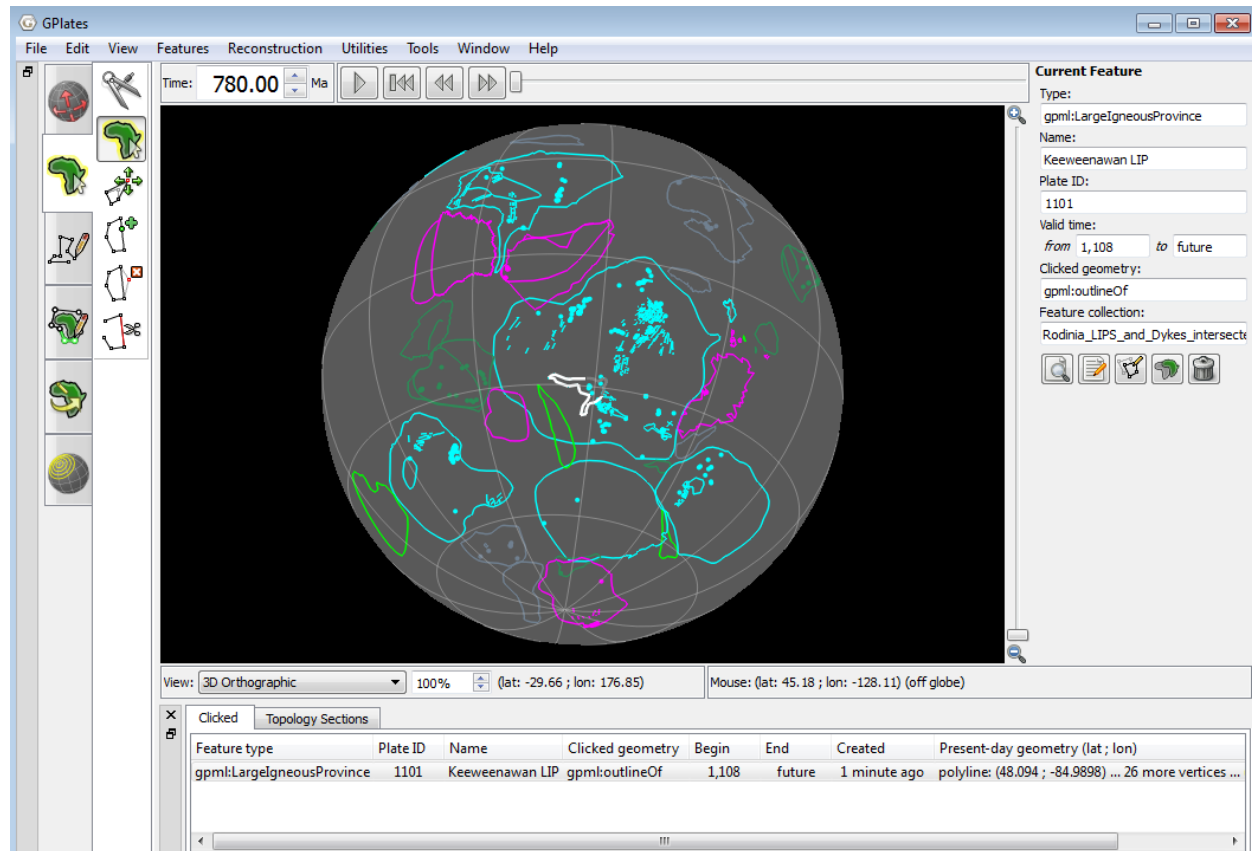 GPlates
File Edit View Features Reconstruction Utilities Tools Window Help
Time: 780.00 Ma
Current Feature
Type:
gpml:LargeIgneousProvince
Name:
Keeweenawan LIP
Plate ID:
1101
Valid time:
from 1,108 to future
Clicked geometry:
gpml:outlineOf
Feature collection:
Rodinia_LIPS_and_Dykes_intersecte
View: 3D Orthographic 100% (lat: -29.66 ; lon: 176.85) Mouse: (lat: 45.18 ; lon: -128.11) (off globe)
Clicked Topology Sections
Feature type Plate ID Name Clicked geometry Begin End Created Present-day geometry (lat ; lon)
gpml:LargeIgneousProvince 1101 Keeweenawan LIP gpml:outlineOf 1,108 future 1 minute ago polyline: (48.094 ; -84.9898) ... 26 more vertices ...